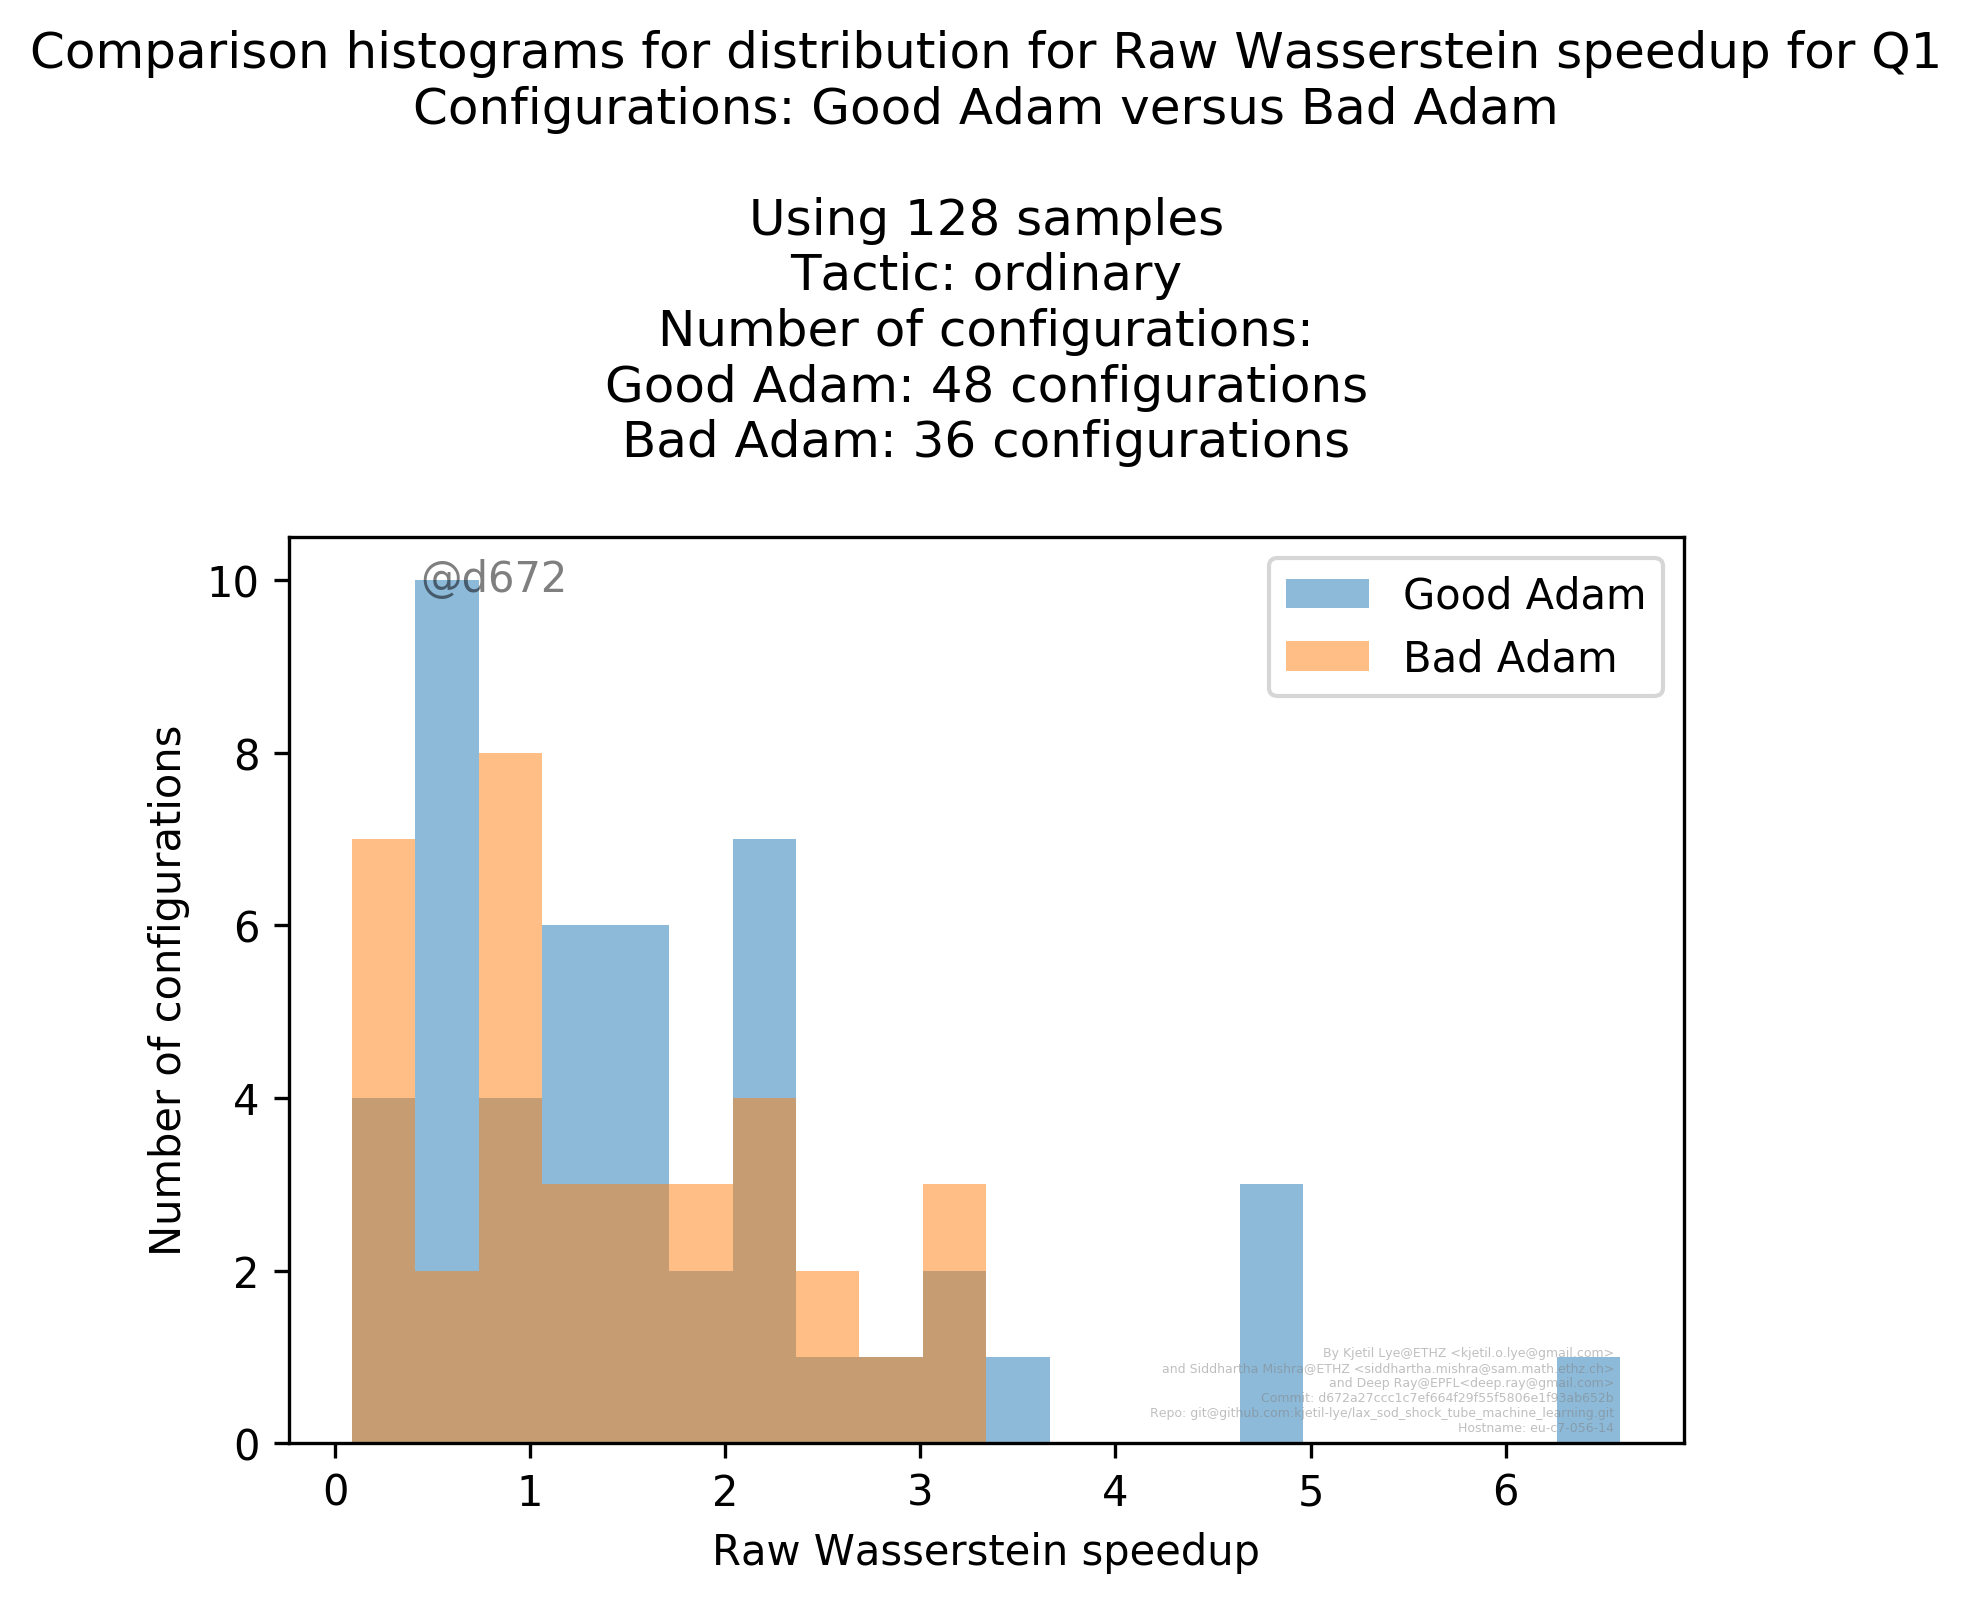 Comparison histograms for distribution for Raw Wasserstein speedup for Q1
Configurations: Good Adam versus Bad Adam
Using 128 samples
Tactic: ordinary
Number of configurations:
Good Adam: 48 configurations
Bad Adam: 36 configurations
@d672
Good Adam
Bad Adam
Number of configurations
10
8
6
4
2
0
By Kjetil Lye@ETHZ <kjetil.o.lye@gmail.com>
and Siddhartha Mishra@ETHZ <siddhartha.mishra@sam.math.ethz.ch>
and Deep Ray@EPFL<deep.ray@gmail.com>
Commit: d672a27ccc1c7ef664f29f55f5806e1f93ab652b
Repo: git@github.com:kjetil-lye/lax_sod_shock_tube_machine_learning.git
Hostname: eu-c7-056-14
0 1 2 3 4 5 6
Raw Wasserstein speedup